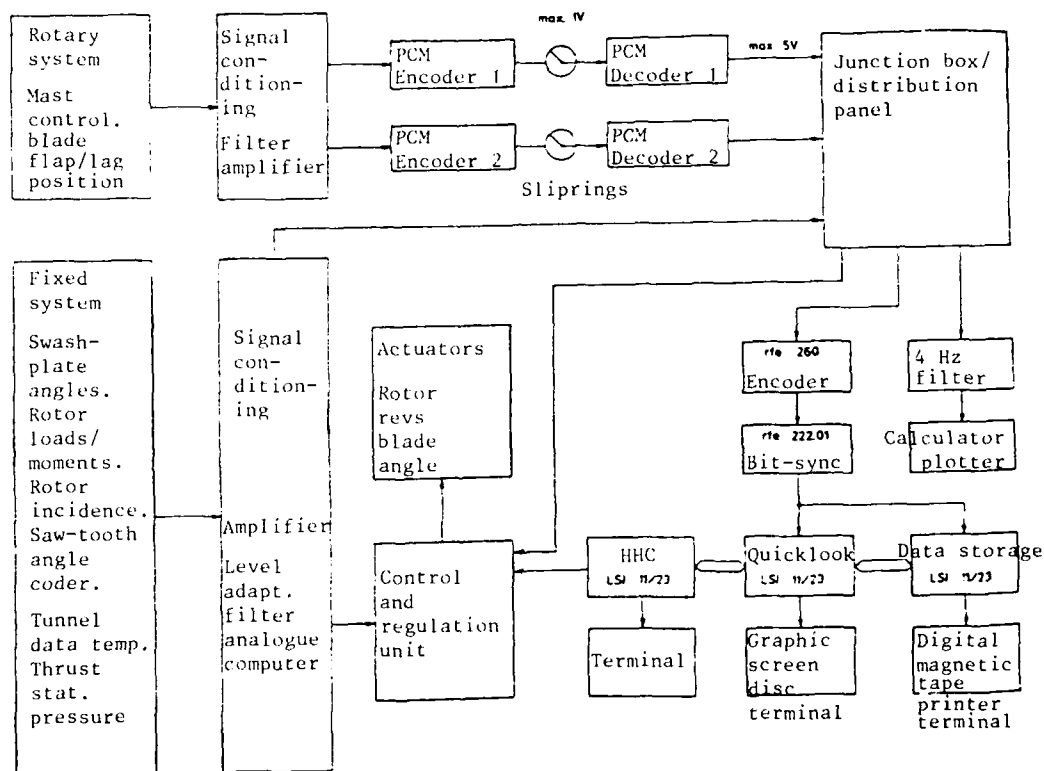 max. 1V
Rotary
system
Mast
control.
blade
flap/lag
position
Signal
con-
dition-
ing
Filter
amplifier
PCM
Encoder 1
PCM
Decoder 1
max 5V
PCM
Encoder 2
PCM
Decoder 2
Sliprings
Junction box/
distribution
panel
Fixed
system
Swash-
plate
angles.
Rotor
loads/
moments.
Rotor
incidence.
Saw-tooth
angle
coder.
Tunnel
data temp.
Thrust
stat.
pressure
Signal
con-
dition-
ing
Amplifier
Level
adapt.
filter
analogue
computer
Actuators
Rotor
revs
blade
angle
Control
and
regulation
unit
rfe 260
Encoder
rfe 222.01
Bit-sync
4 Hz
filter
Calculator
plotter
HHC
LSI 11/23
Quicklook
LSI 11/23
Data storage
LSI 11/23
Terminal
Graphic
screen
disc
terminal
Digital
magnetic
tape
printer
terminal